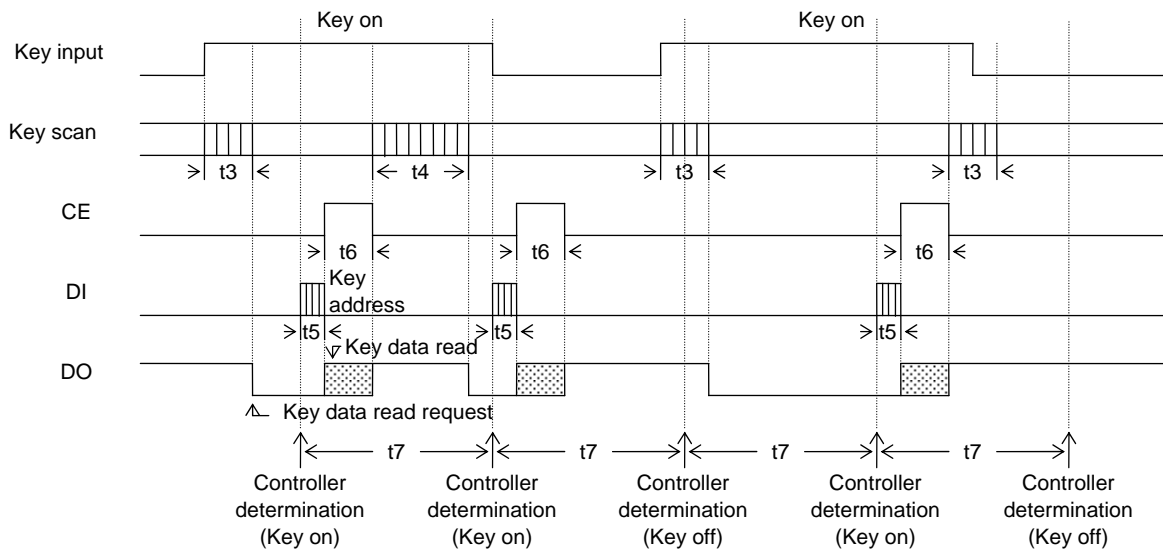 Key on Key on
Key input
Key scan
t3 t4 t3 t3
CE
t6 t6 t6
Key
address
DI
t5 t5 t5
Key data read
DO
Key data read request
t7 t7 t7 t7
Controller Controller Controller Controller Controller
determination determination determination determination determination
(Key on) (Key on) (Key off) (Key on) (Key off)